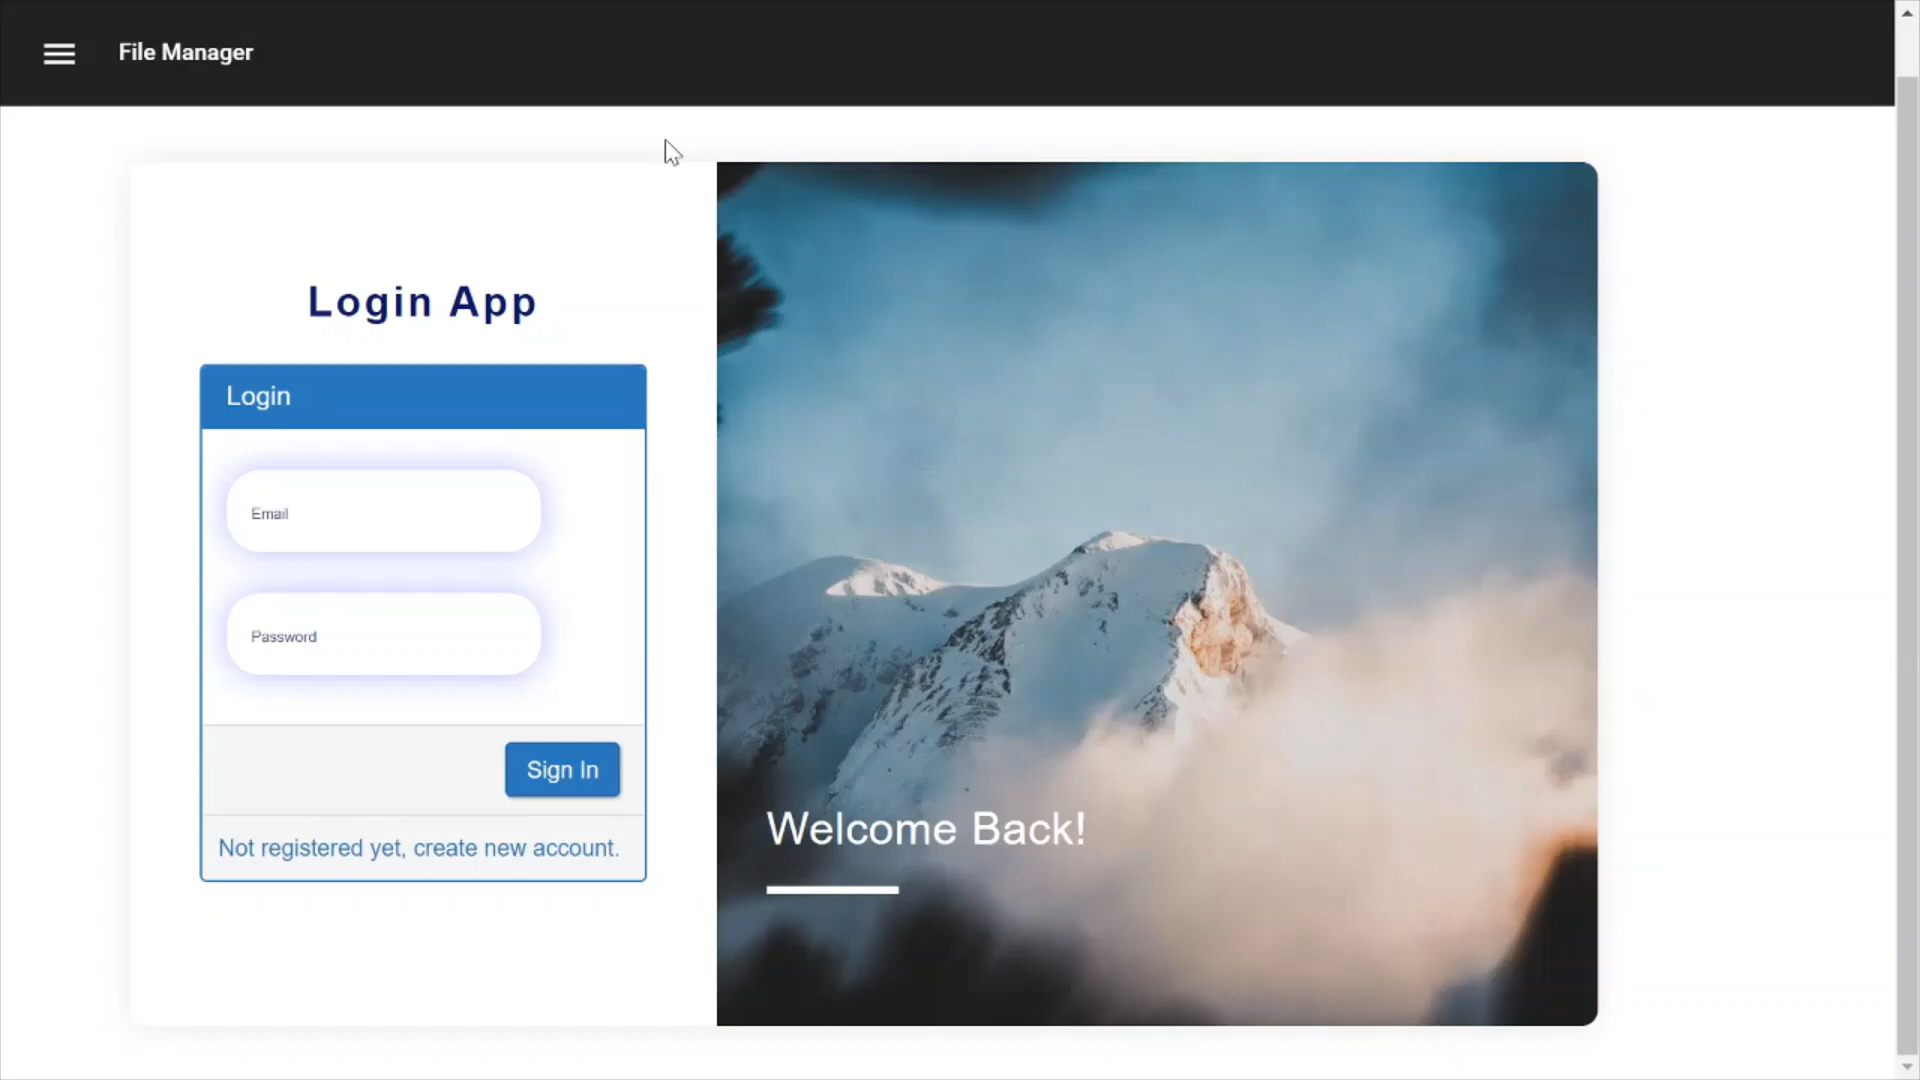 File Manager
Login App
Login
Email
Password
Sign In
Not registered yet, create new account.
Welcome Back!